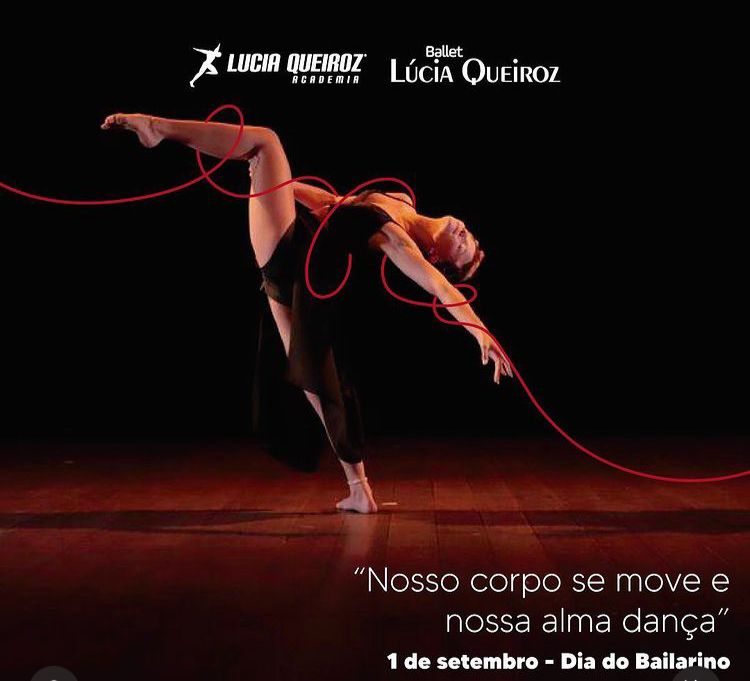 LUCIA QUEIROZ
ACADEMIA
Ballet
LÚCIA QUEIROZ
“Nosso corpo se move e
nossa alma dança”
1 de setembro - Dia do Bailarino